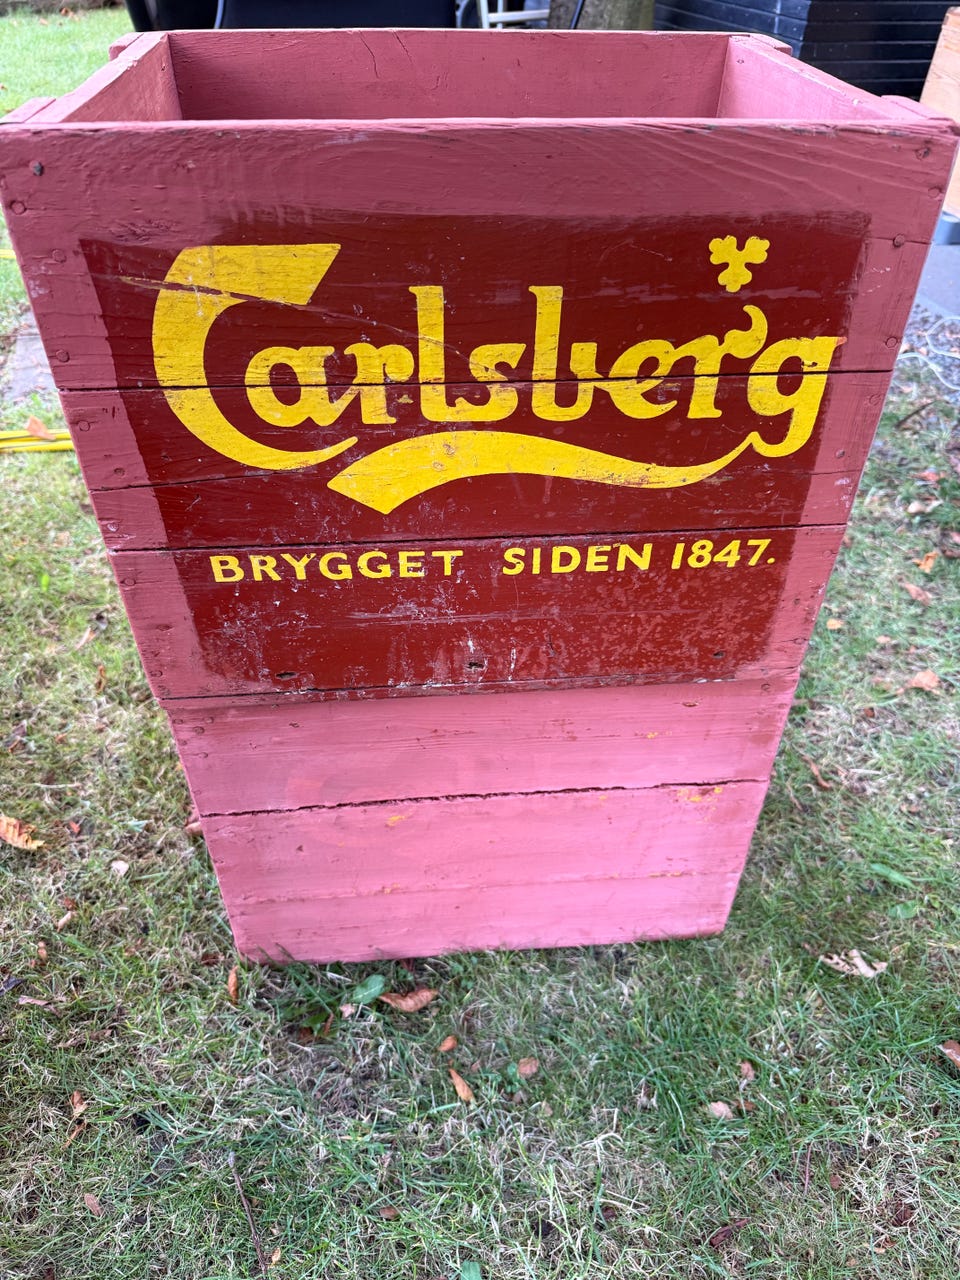 Carlsberg
BRYGGET SIDEN 1847.